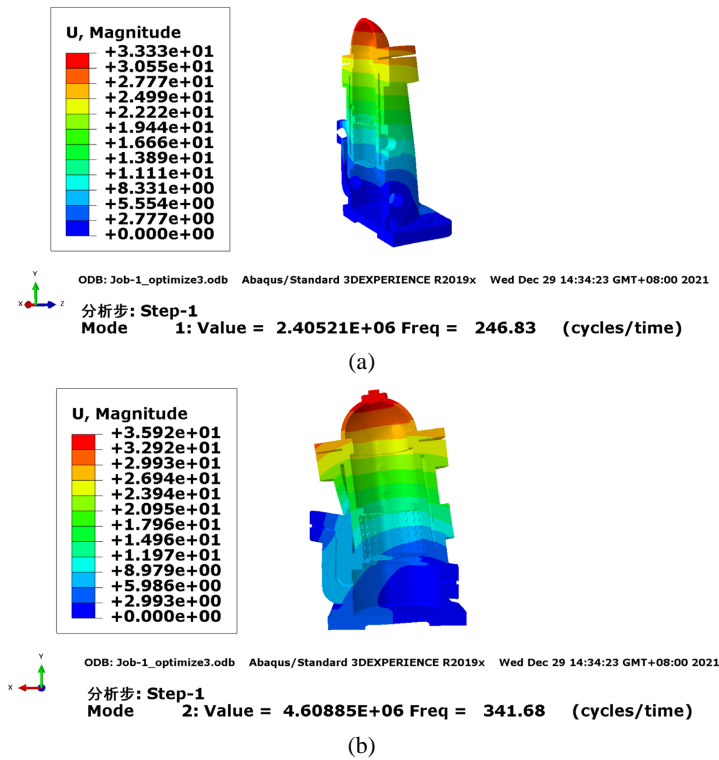 U, Magnitude
+3.333e+01
+3.055e+01
+2.777e+01
+2.499e+01
+2.222e+01
+1.944e+01
+1.666e+01
+1.389e+01
+1.111e+01
+8.331e+00
+5.554e+00
+2.777e+00
+0.000e+00
Y
X Z
ODB: Job-1_optimize3.odb Abaqus/Standard 3DEXPERIENCE R2019x Wed Dec 29 14:34:23 GMT+08:00 2021
分析步: Step-1
Mode 1: Value = 2.40521E+06 Freq = 246.83 (cycles/time)
(a)
U, Magnitude
+3.592e+01
+3.292e+01
+2.993e+01
+2.694e+01
+2.394e+01
+2.095e+01
+1.796e+01
+1.496e+01
+1.197e+01
+8.979e+00
+5.986e+00
+2.993e+00
+0.000e+00
Y
X
ODB: Job-1_optimize3.odb Abaqus/Standard 3DEXPERIENCE R2019x Wed Dec 29 14:34:23 GMT+08:00 2021
分析步: Step-1
Mode 2: Value = 4.60885E+06 Freq = 341.68 (cycles/time)
(b)